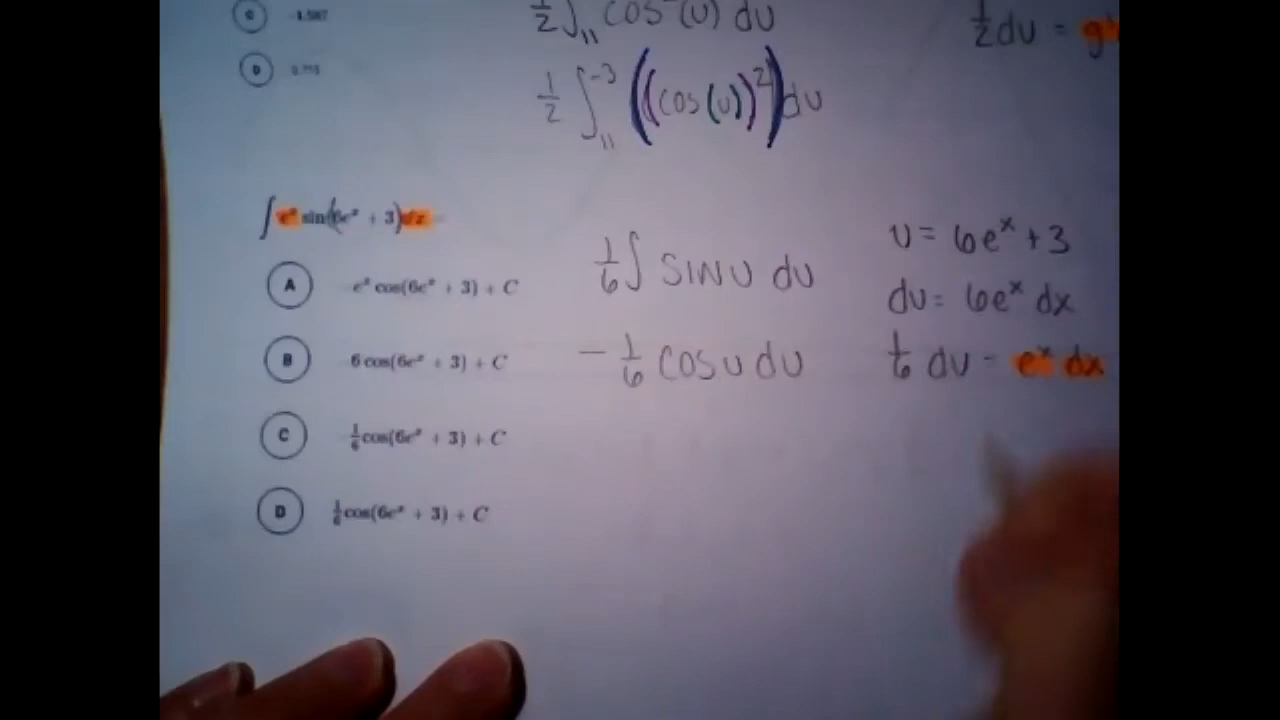 C
1/2 ∫₁₁ cos (u) du
1/2 du = g
D
1/2 ∫₁₁⁻³ ((cos(u))²) du
∫ eˣ sin(6eˣ + 3)dx
u = 6eˣ + 3
1/6 ∫ sin u du
A eˣ cos(6eˣ + 3) + C
du = 6eˣ dx
B 6 cos(6eˣ + 3) + C
- 1/6 cos u du
1/6 du = eˣ dx
C 1/6 cos(6eˣ + 3) + C
D 1/6 cos(6eˣ + 3) + C